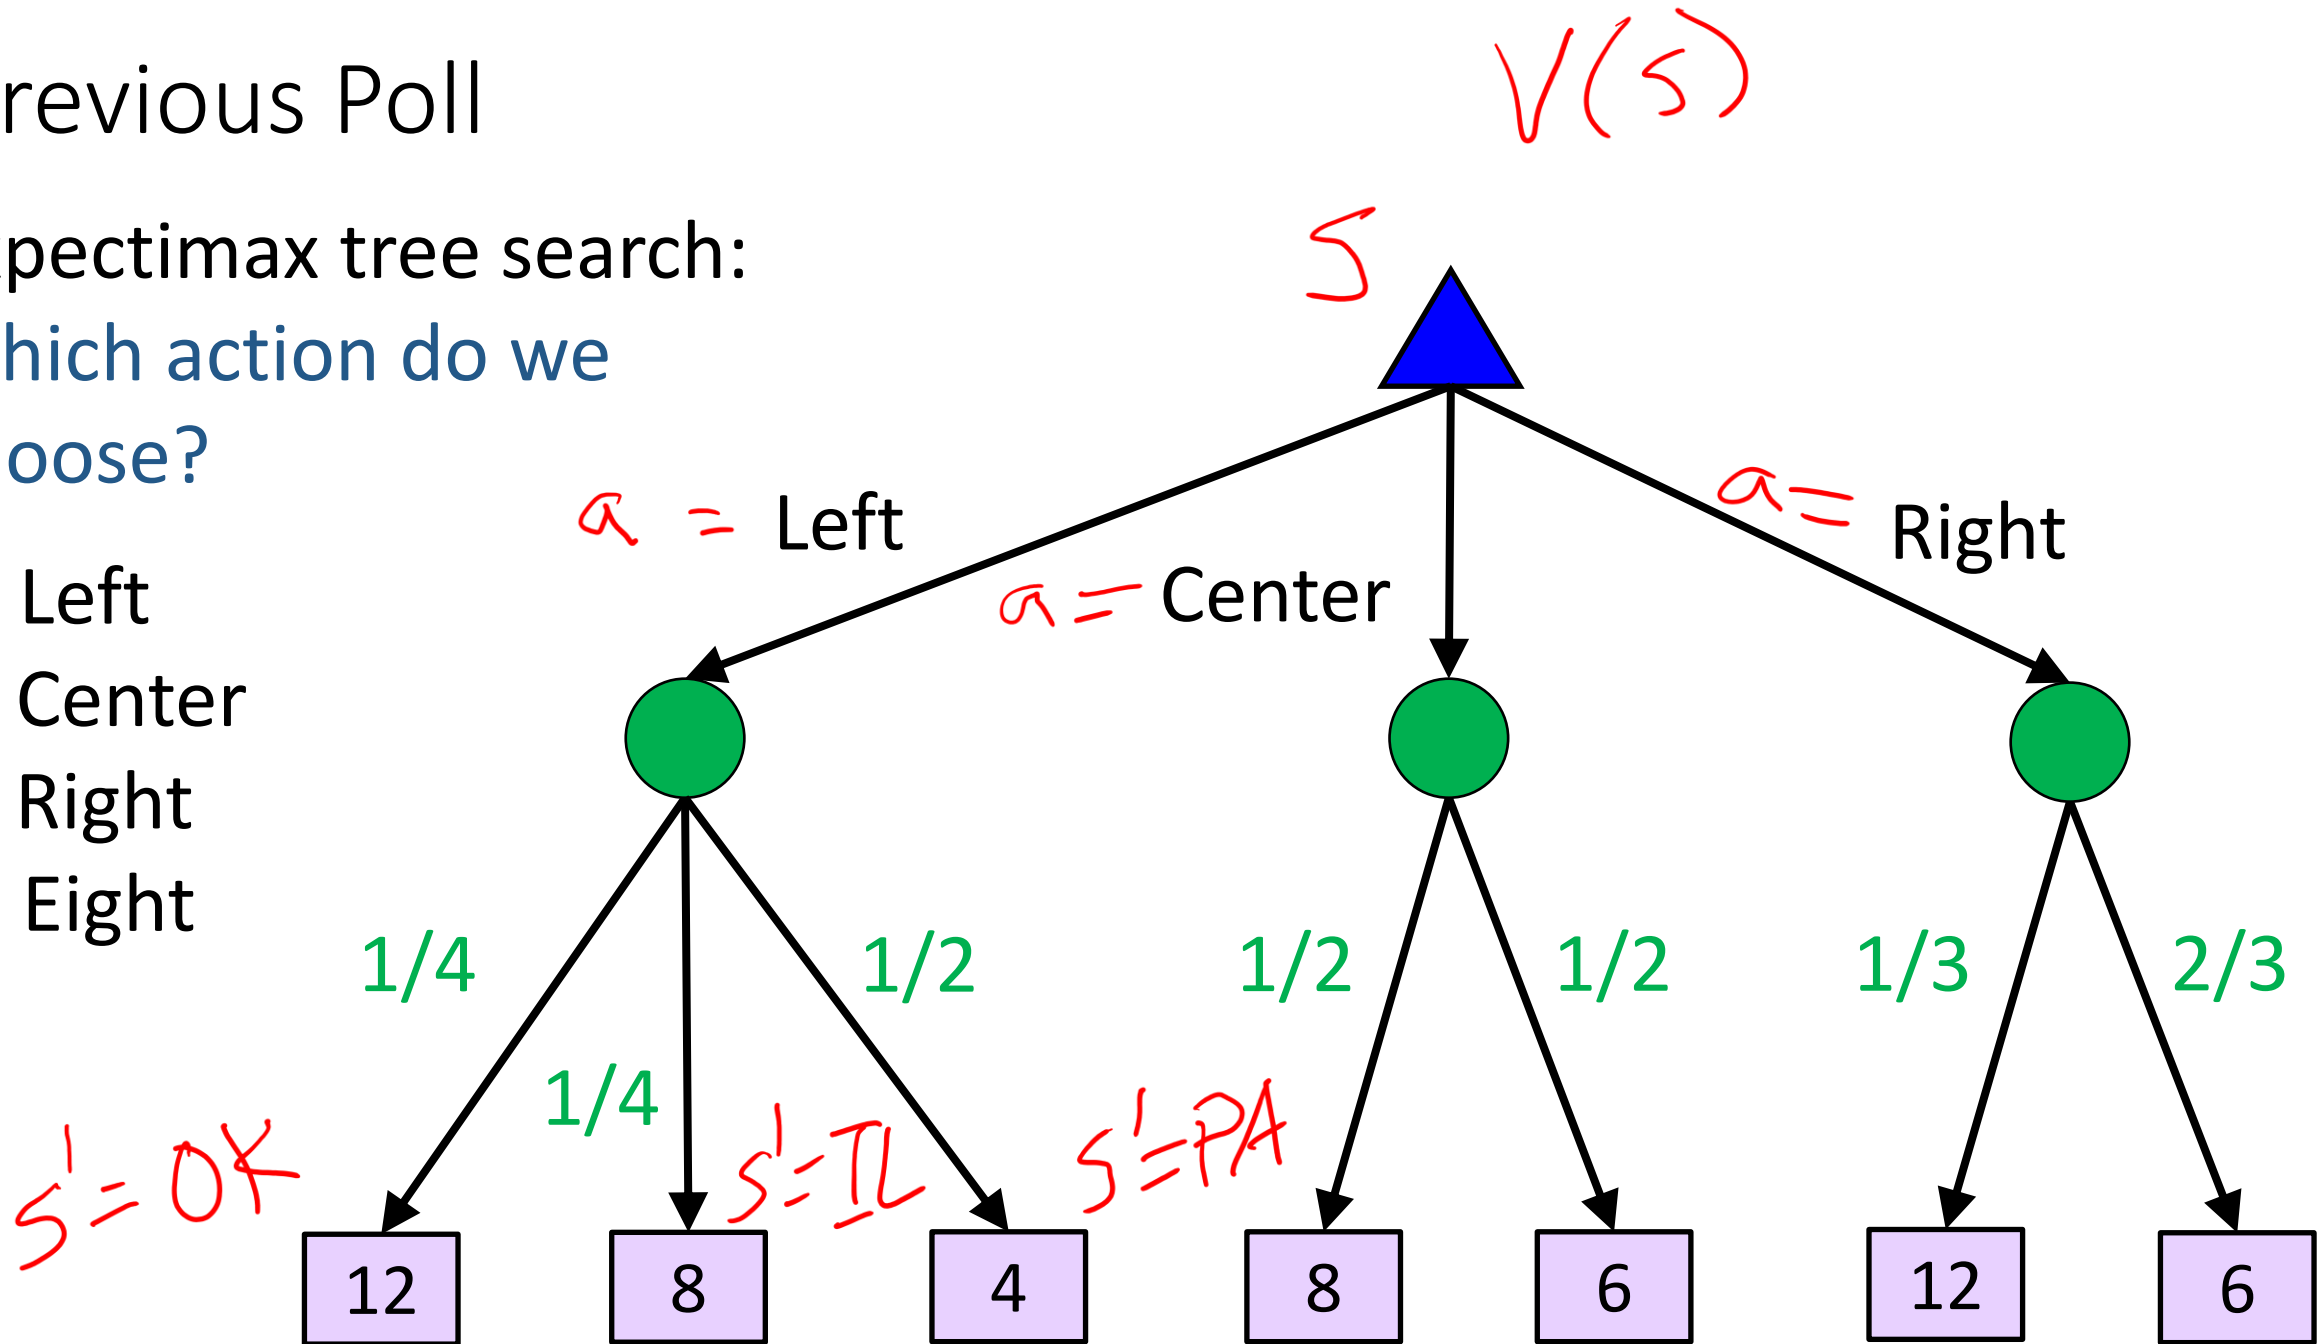 revious Poll
V(s)
pectimax tree search:
S
hich action do we
oose?
a = Left
a = Right
a = Center
Left
Center
Right
Eight
1/4
1/4
1/2
1/2
1/2
1/3
2/3
s' = OK
s' = IL
s' = PA
12
8
4
8
6
12
6